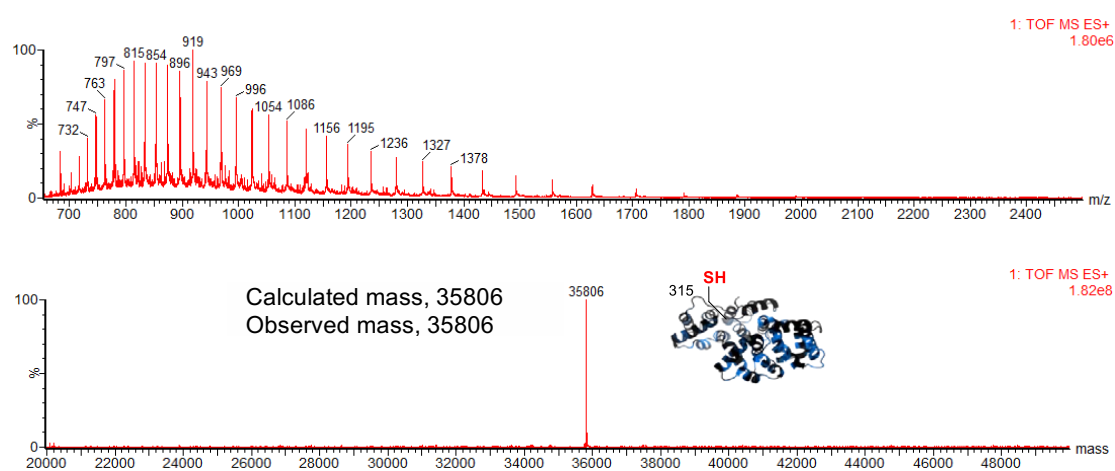 1: TOF MS ES+
1.80e6
100
%
0
732
747
763
797
815
854
896
919
943
969
996
1054
1086
1156
1195
1236
1327
1378
700 800 900 1000 1100 1200 1300 1400 1500 1600 1700 1800 1900 2000 2100 2200 2300 2400 m/z
1: TOF MS ES+
1.82e8
100
%
0
Calculated mass, 35806
Observed mass, 35806
35806
SH
315
20000 22000 24000 26000 28000 30000 32000 34000 36000 38000 40000 42000 44000 46000 48000 mass